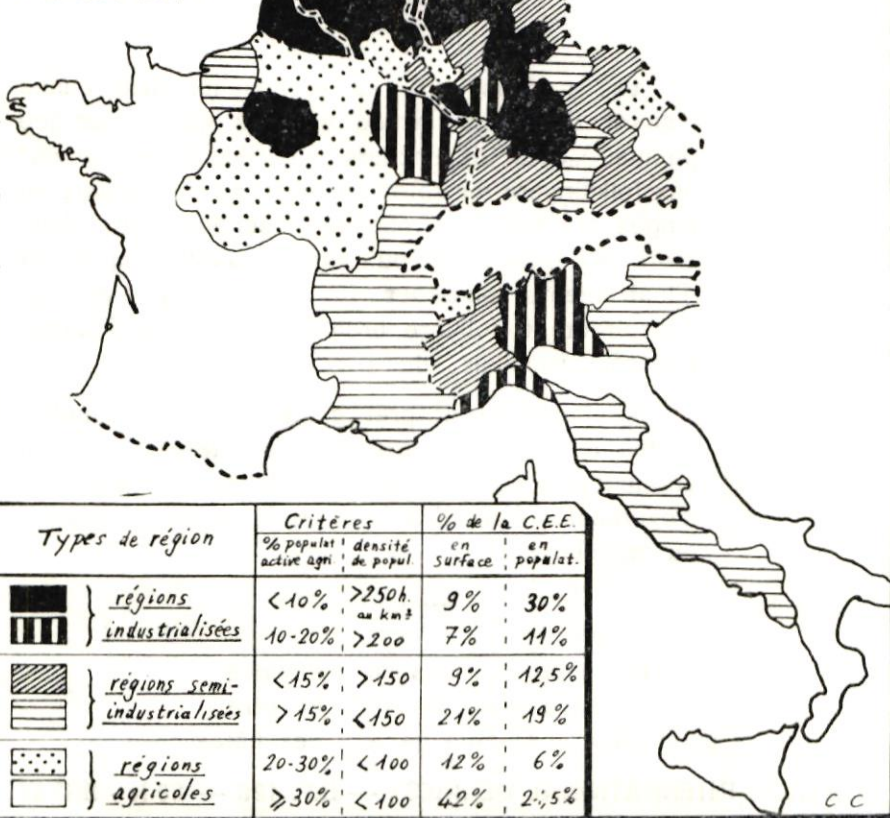 Types de région Critères % de la C.E.E.
% populat active agri densité de popul. en surface en populat.
régions industrialisées
<10% >250h. au km² 9% 30%
10-20% >200 7% 11%
régions semi-industrialisées
<15% >150 9% 12,5%
>15% <150 21% 19%
régions agricoles
20-30% <100 12% 6%
⩾30% <100 42% 21,5%
C C